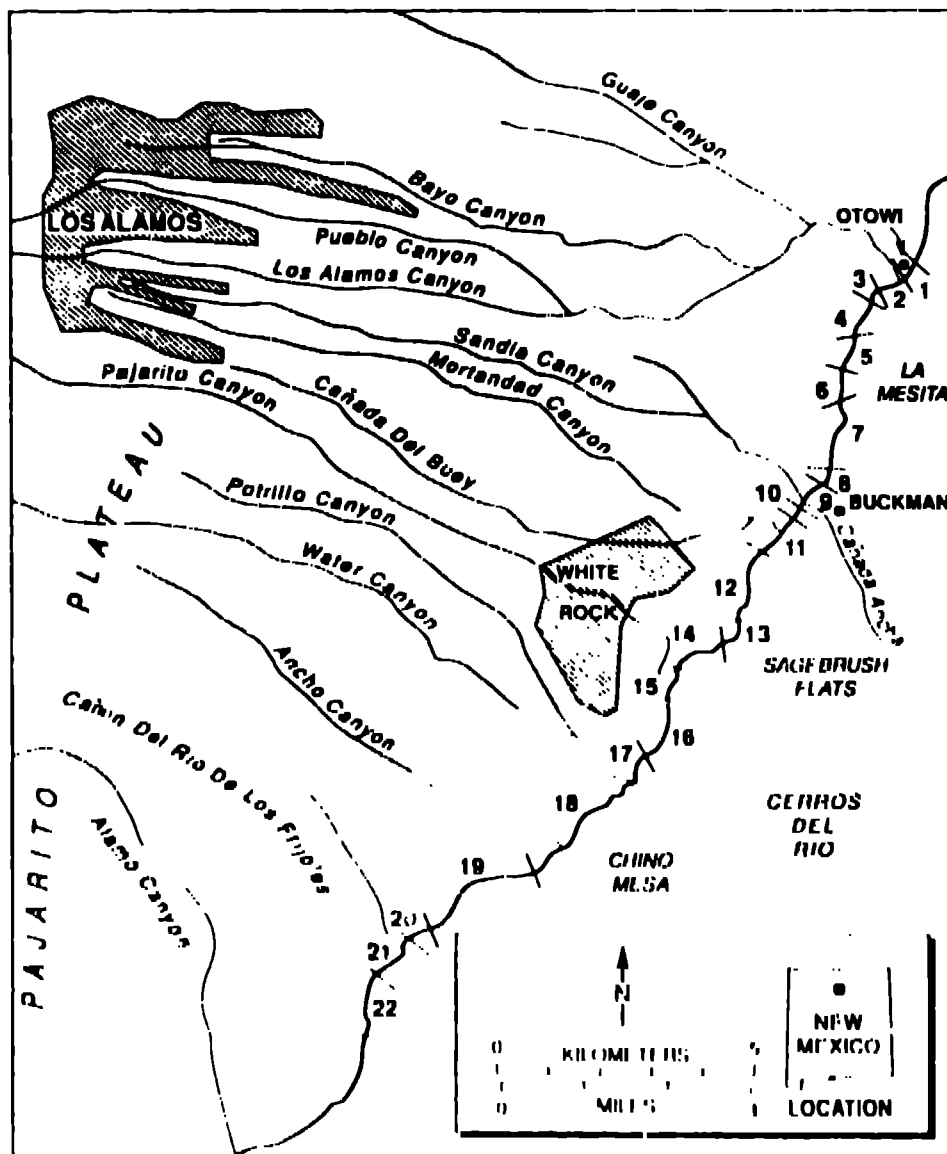 Guaje Canyon
OTOWI
Bayo Canyon
LOS ALAMOS
Pueblo Canyon
Los Alamos Canyon
1
2
3
4
Sandia Canyon
5
LA
MESITA
Mortandad Canyon
Pajarito Canyon
6
Cañada Del Buey
7
PLATEAU
Potrillo Canyon
8
9
BUCKMAN
10
11
Water Canyon
WHITE
ROCK
12
13
14
Ancho Canyon
SAGEBRUSH
FLATS
15
16
Cañon Del Rio De Los Frijoles
17
18
CERROS
DEL
RIO
PAJARITO
Alamo Canyon
19
CHINO
MESA
20
21
22
N
NEW
MEXICO
0
KILOMETERS
0
MILES
LOCATION